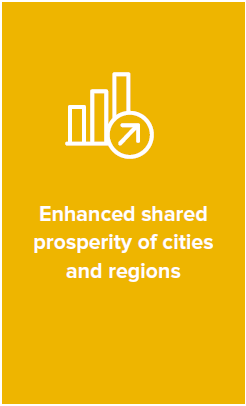 Enhanced shared
prosperity of cities
and regions